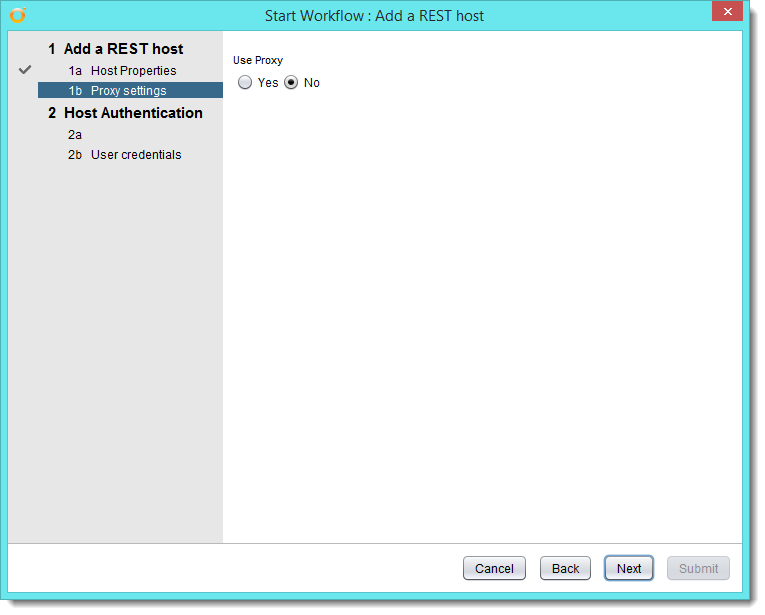 Start Workflow : Add a REST host
1 Add a REST host
1a Host Properties
1b Proxy settings
2 Host Authentication
2a
2b User credentials
Use Proxy
Yes No
Cancel Back Next Submit